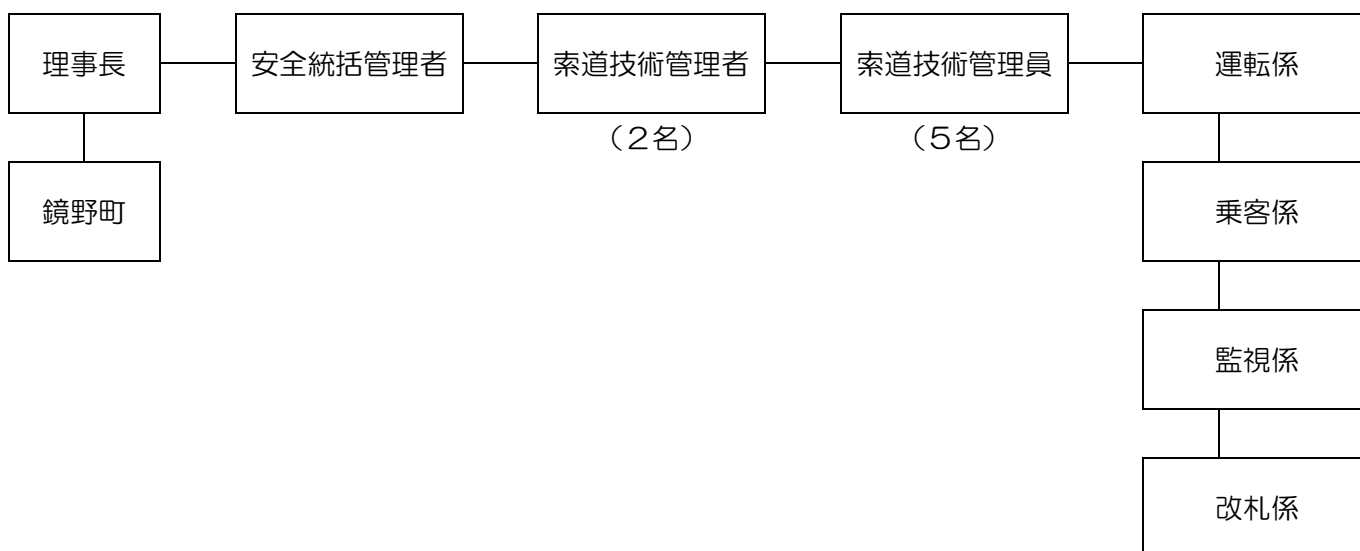 理事長
安全統括管理者
索道技術管理者
索道技術管理員
運転係
（２名）
（５名）
鏡野町
乗客係
監視係
改札係